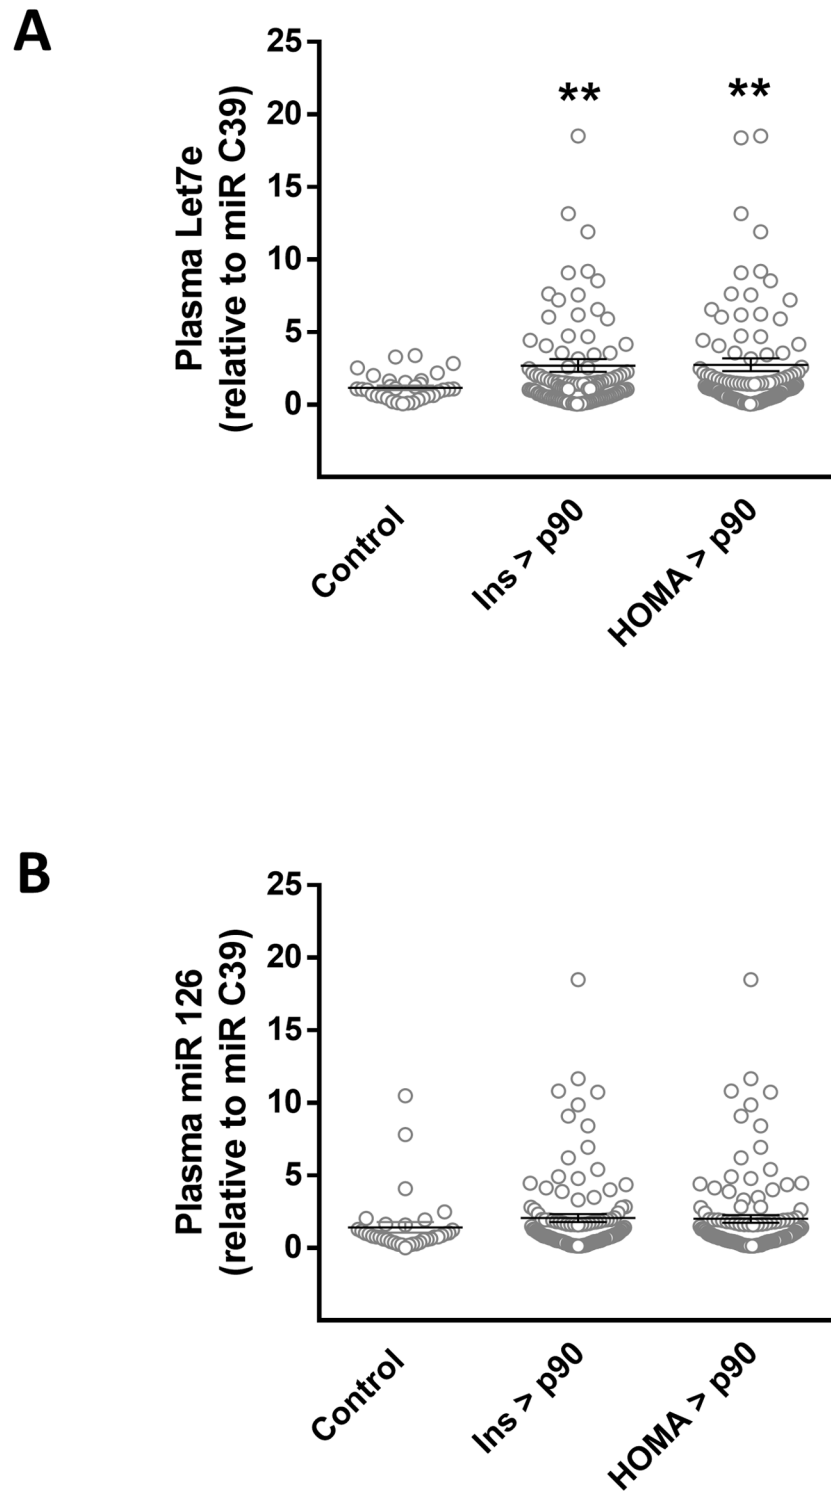 A
Plasma Let7e
(relative to miR C39)
25
20
15
10
5
0
**
**
Control
Ins > p90
HOMA > p90
B
Plasma miR 126
(relative to miR C39)
25
20
15
10
5
0
Control
Ins > p90
HOMA > p90